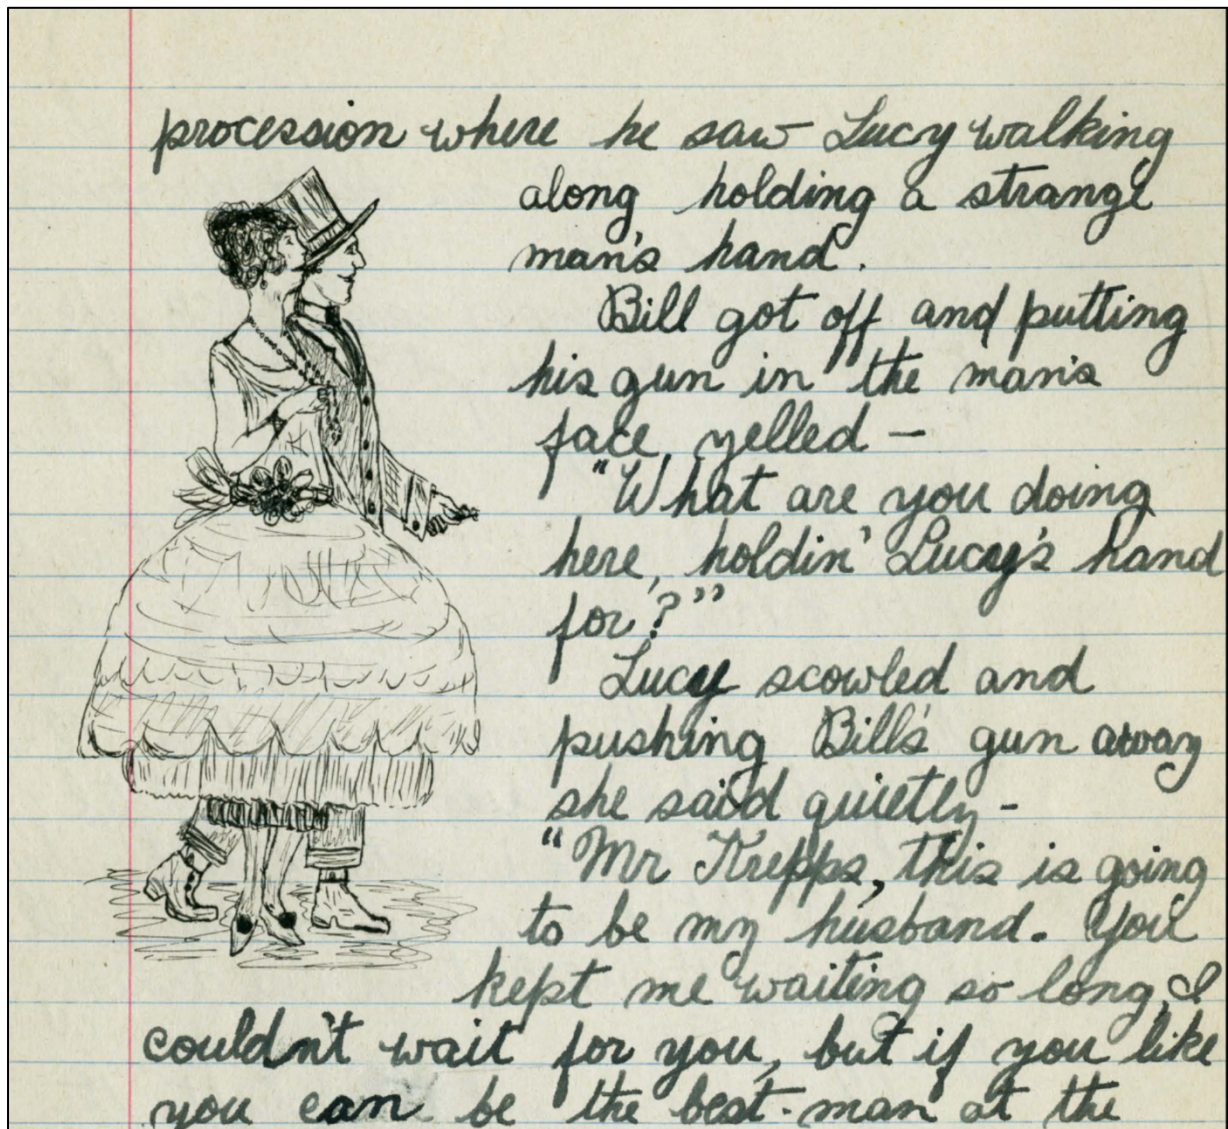 procession where he saw Lucy walking
along holding a strange
man's hand.
Bill got off and putting
his gun in the man's
face, yelled —
"What are you doing
here, holdin' Lucy's hand
for?"
Lucy scowled and
pushing Bill's gun away
she said quietly -
"Mr Krepps, this is going
to be my husband. You
kept me waiting so long, I
couldn't wait for you, but if you like
you can be the best-man at the